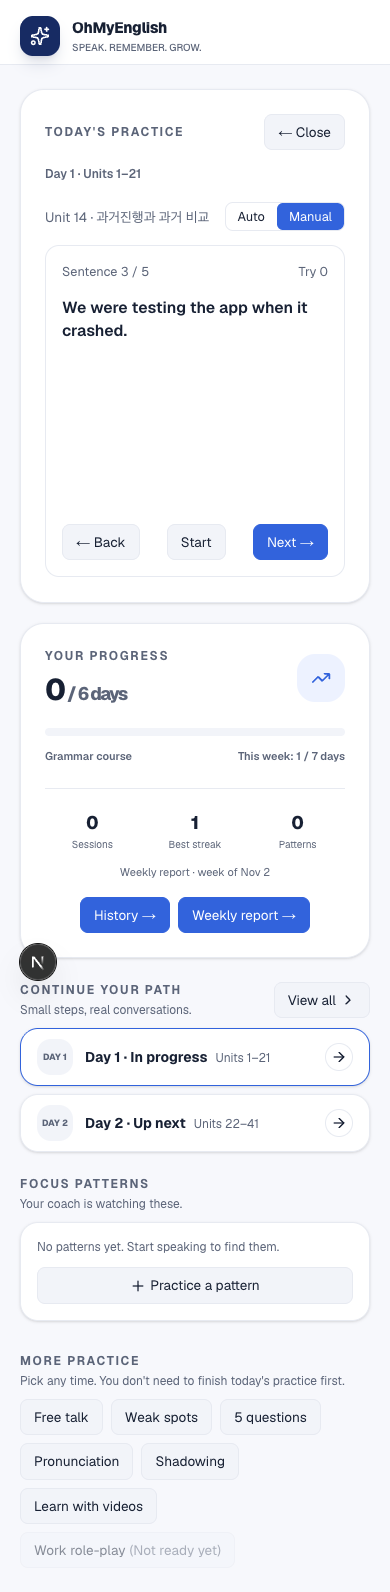 OhMyEnglish
SPEAK. REMEMBER. GROW.
TODAY'S PRACTICE
← Close
Day 1 · Units 1–21
Unit 14 · 과거진행과 과거 비교
Auto
Manual
Sentence 3 / 5
Try 0
We were testing the app when it
crashed.
← Back
Start
Next →
YOUR PROGRESS
0 / 6 days
Grammar course
This week: 1 / 7 days
0
1
0
Sessions
Best streak
Patterns
Weekly report · week of Nov 2
History →
Weekly report →
N
CONTINUE YOUR PATH
Small steps, real conversations.
View all
DAY 1
Day 1 · In progress
Units 1–21
DAY 2
Day 2 · Up next
Units 22–41
FOCUS PATTERNS
Your coach is watching these.
No patterns yet. Start speaking to find them.
+ Practice a pattern
MORE PRACTICE
Pick any time. You don't need to finish today's practice first.
Free talk
Weak spots
5 questions
Pronunciation
Shadowing
Learn with videos
Work role-play (Not ready yet)